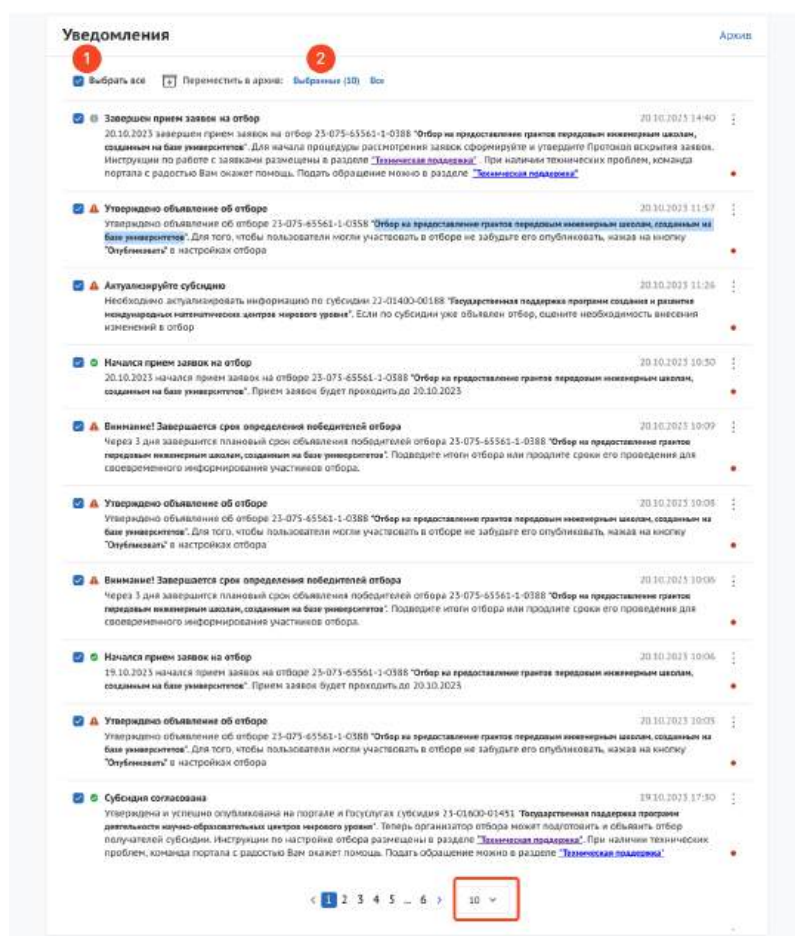 Уведомления
Архив
1
2
Выбрать все Переместить в архив: Выбранные (10) Все
Завершен прием заявок на отбор 20.10.2023 14:40
20.10.2023 завершен прием заявок на отбор 23-075-65561-1-0388 "Отбор на предоставление грантов передовым инженерным школам,
созданным на базе университетов". Для начала процедуры рассмотрения заявок сформируйте и утвердите Протокол вскрытия заявок.
Инструкции по работе с заявками размещены в разделе "Техническая поддержка" . При наличии технических проблем, команда
портала с радостью Вам окажет помощь. Подать обращение можно в разделе "Техническая поддержка"
Утверждено объявление об отборе 20.10.2023 11:57
Утверждено объявление об отборе 23-075-65561-1-0358 "Отбор на предоставление грантов передовым инженерным школам, созданным на
базе университетов". Для того, чтобы пользователи могли участвовать в отборе не забудьте его опубликовать, нажав на кнопку
"Опубликовать" в настройках отбора
Актуализируйте субсидию 20.10.2023 11:26
Необходимо актуализировать информацию по субсидии 22-01400-00188 "Государственная поддержка программ создания и развития
международных математических центров мирового уровня". Если по субсидии уже объявлен отбор, оцените необходимость внесения
изменений в отбор
Начался прием заявок на отбор 20.10.2023 10:30
20.10.2023 начался прием заявок на отборе 23-075-65561-1-0388 "Отбор на предоставление грантов передовым инженерным школам,
созданным на базе университетов". Прием заявок будет проходить до 20.10.2023
Внимание! Завершается срок определения победителей отбора 20.10.2023 10:09
Через 3 дня завершится плановый срок объявления победителей отбора 23-075-65561-1-0388 "Отбор на предоставление грантов
передовым инженерным школам, созданным на базе университетов". Подведите итоги отбора или продлите сроки его проведения для
своевременного информирования участников отбора.
Утверждено объявление об отборе 20.10.2023 10:08
Утверждено объявление об отборе 23-075-65561-1-0388 "Отбор на предоставление грантов передовым инженерным школам, созданным на
базе университетов". Для того, чтобы пользователи могли участвовать в отборе не забудьте его опубликовать, нажав на кнопку
"Опубликовать" в настройках отбора
Внимание! Завершается срок определения победителей отбора 20.10.2023 10:06
Через 3 дня завершится плановый срок объявления победителей отбора 23-075-65561-1-0388 "Отбор на предоставление грантов
передовым инженерным школам, созданным на базе университетов". Подведите итоги отбора или продлите сроки его проведения для
своевременного информирования участников отбора.
Начался прием заявок на отбор 20.10.2023 10:06
19.10.2023 начался прием заявок на отборе 23-075-65561-1-0388 "Отбор на предоставление грантов передовым инженерным школам,
созданным на базе университетов". Прием заявок будет проходить до 20.10.2023
Утверждено объявление об отборе 20.10.2023 10:03
Утверждено объявление об отборе 23-075-65561-1-0388 "Отбор на предоставление грантов передовым инженерным школам, созданным на
базе университетов". Для того, чтобы пользователи могли участвовать в отборе не забудьте его опубликовать, нажав на кнопку
"Опубликовать" в настройках отбора
Субсидия согласована 19.10.2023 17:30
Утверждена и успешно опубликована на портале и Госуслугах субсидия 23-01600-01451 "Государственная поддержка программ
деятельности научно-образовательных центров мирового уровня". Теперь организатор отбора может подготовить и объявить отбор
получателей субсидии. Инструкции по настройке отбора размещены в разделе "Техническая поддержка". При наличии технических
проблем, команда портала с радостью Вам окажет помощь. Подать обращение можно в разделе "Техническая поддержка"
< 1 2 3 4 5 ... 6 > 10